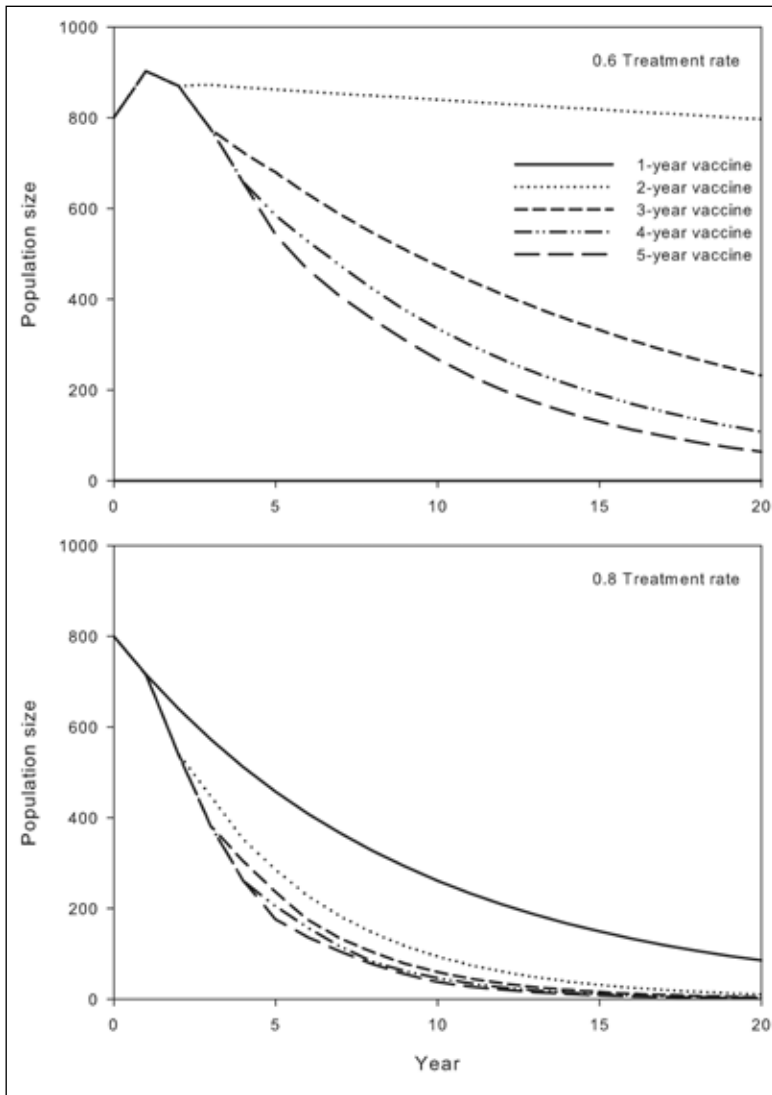 1000
0.6 Treatment rate
800
1-year vaccine
2-year vaccine
600
3-year vaccine
4-year vaccine
5-year vaccine
400
200
0
Population size
0 5 10 15 20
1000
0.8 Treatment rate
800
600
400
200
0
Population size
0 5 10 15 20
Year